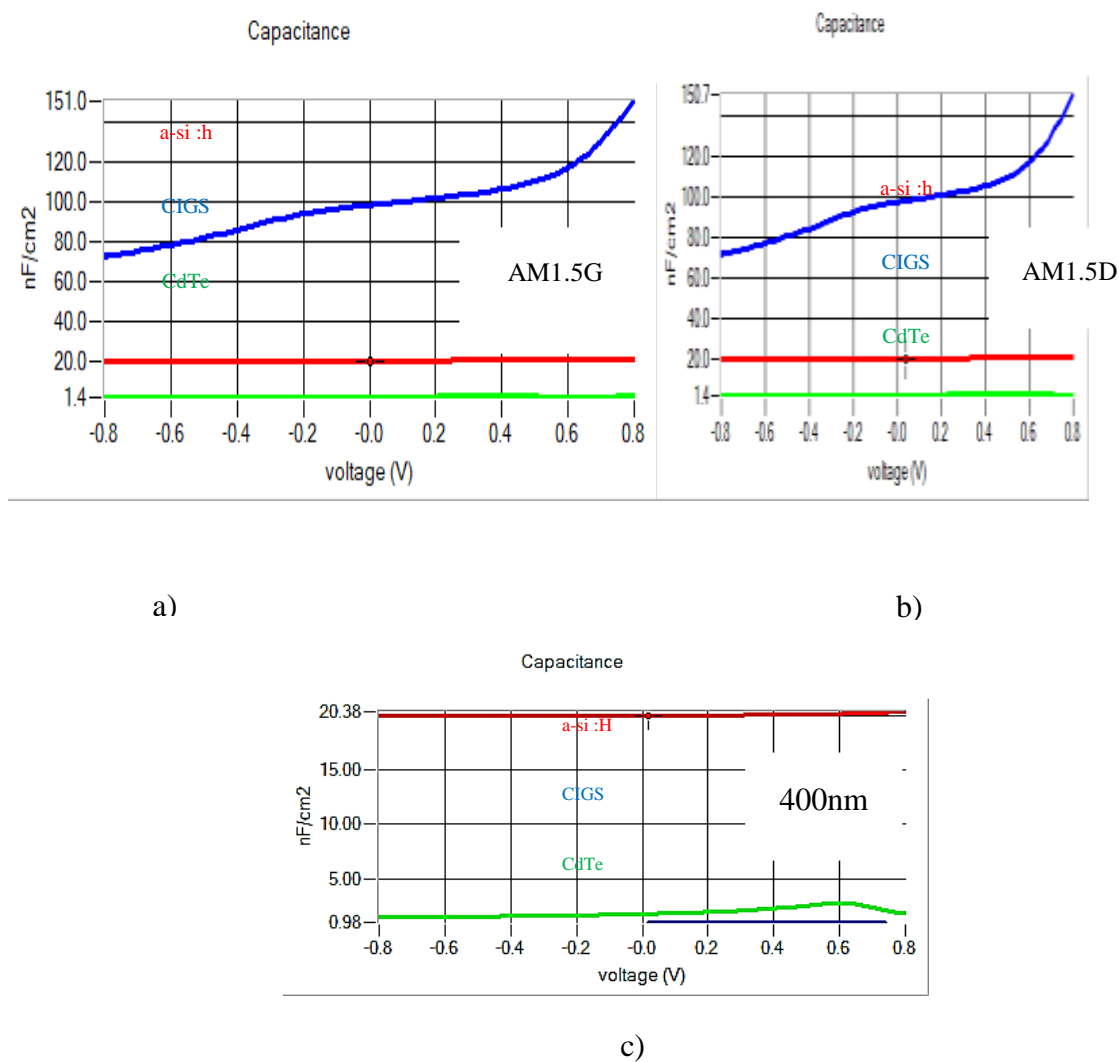 Capacitance
151.0
120.0
100.0
80.0
60.0
40.0
20.0
1.4
nF/cm2
a-si :h
CIGS
CdTe
AM1.5G
-0.8 -0.6 -0.4 -0.2 -0.0 0.2 0.4 0.6 0.8
voltage (V)
a)
Capacitance
150.7
120.0
100.0
80.0
60.0
40.0
20.0
1.4
nF/cm2
a-si :h
CIGS
CdTe
AM1.5D
-0.8 -0.6 -0.4 -0.2 -0.0 0.2 0.4 0.6 0.8
voltage (V)
b)
Capacitance
20.38
15.00
10.00
5.00
0.98
nF/cm2
a-si :H
CIGS
CdTe
400nm
-0.8 -0.6 -0.4 -0.2 -0.0 0.2 0.4 0.6 0.8
voltage (V)
c)